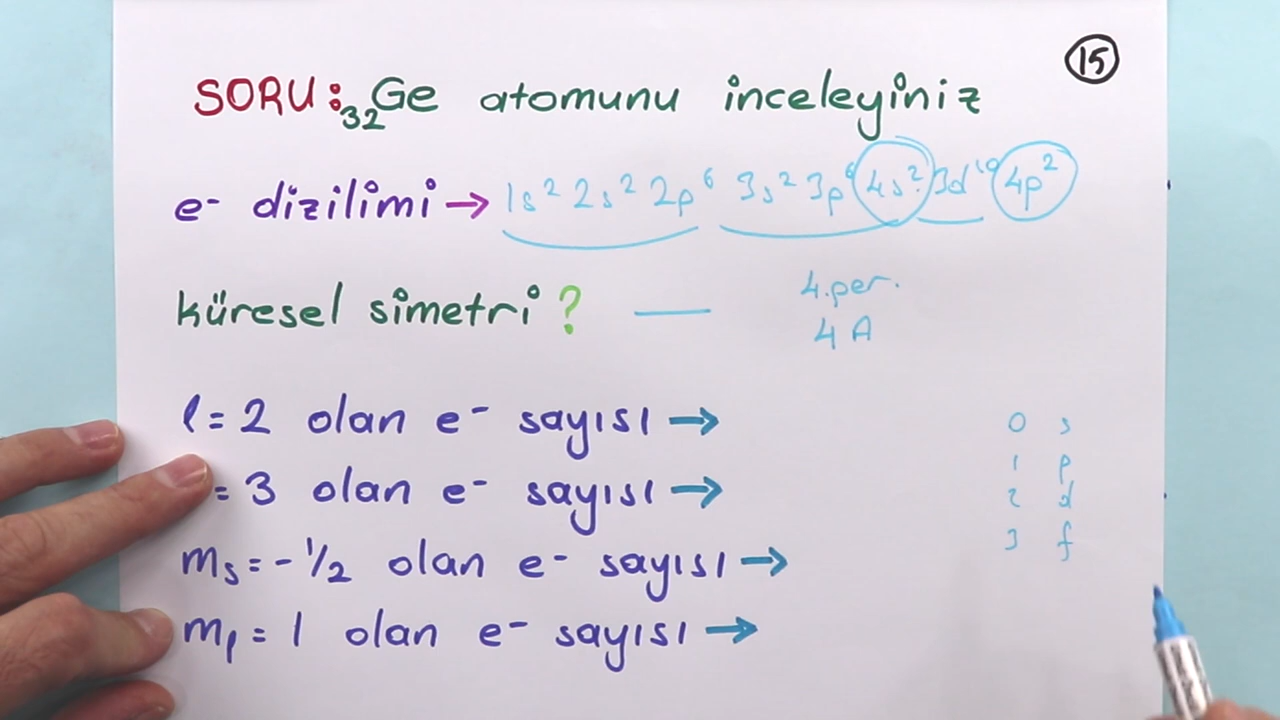 15
SORU: ₃₂Ge atomunu inceleyiniz
e⁻ dizilimi → 1s² 2s² 2p⁶ 3s² 3p⁶ 4s² 3d¹⁰ 4p²
küresel simetri ? —
4.per.
4A
l = 2 olan e⁻ sayısı →
= 3 olan e⁻ sayısı →
mₛ = -1/2 olan e⁻ sayısı →
mₗ = 1 olan e⁻ sayısı →
0 s
1 p
2 d
3 f